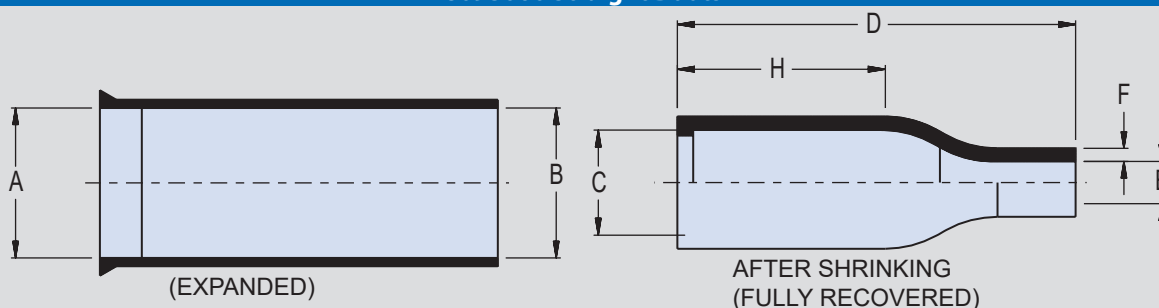 D
H
F
A
B
C
(EXPANDED)
AFTER SHRINKING
(FULLY RECOVERED)